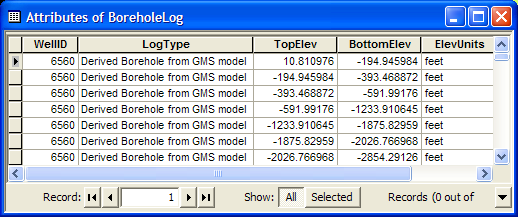 Attributes of BoreholeLog
WellID LogType TopElev BottomElev ElevUnits
6560 Derived Borehole from GMS model 10.810976 -194.945984 feet
6560 Derived Borehole from GMS model -194.945984 -393.468872 feet
6560 Derived Borehole from GMS model -393.468872 -591.99176 feet
6560 Derived Borehole from GMS model -591.99176 -1233.910645 feet
6560 Derived Borehole from GMS model -1233.910645 -1875.82959 feet
6560 Derived Borehole from GMS model -1875.82959 -2026.766968 feet
6560 Derived Borehole from GMS model -2026.766968 -2854.29126 feet
Record: 1 Show: All Selected Records (0 out of